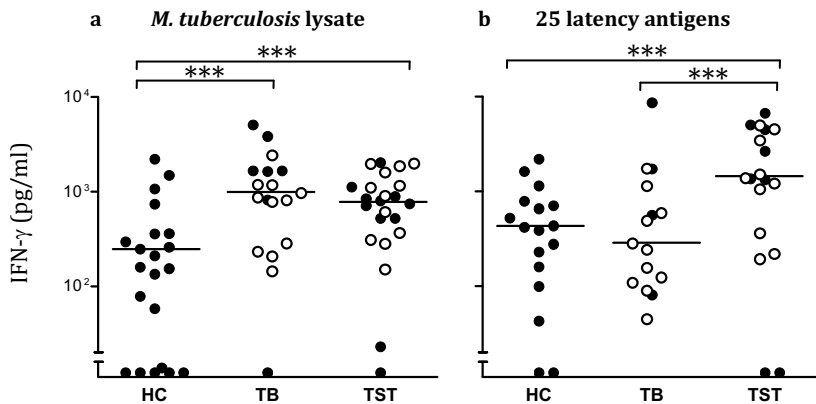 a M. tuberculosis lysate
b 25 latency antigens
***
***
***
***
IFN-γ (pg/ml)
10⁴
10³
10²
HC TB TST
HC TB TST